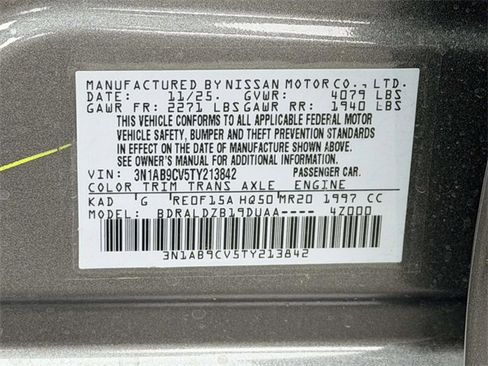 MANUFACTURED BY NISSAN MOTOR CO., LTD.
DATE: 11/25. GVWR: 4079 LBS
GAWR FR: 2271 LBS GAWR RR: 1940 LBS
THIS VEHICLE CONFORMS TO ALL APPLICABLE FEDERAL MOTOR
VEHICLE SAFETY, BUMPER AND THEFT PREVENTION STANDARDS
IN EFFECT ON THE DATE OF MANUFACTURE SHOWN ABOVE.
SEE OWNER'S MANUAL FOR ADDITIONAL INFORMATION
VIN: 3N1AB9CV5TY213842 PASSENGER CAR.
COLOR TRIM TRANS AXLE ENGINE
KAD G RE0F15A HQ50 MR20 1997 CC
MODEL: BDRALDZB19DUAA---- 4Z000
3N1AB9CV5TY213842